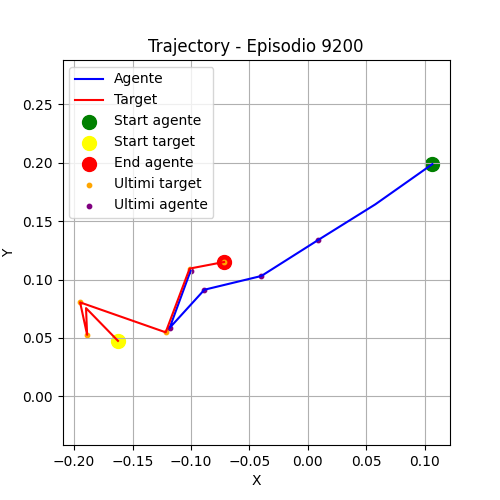 Trajectory - Episodio 9200
Agente
Target
Start agente
Start target
End agente
Ultimi target
Ultimi agente
Y
0.25
0.20
0.15
0.10
0.05
0.00
−0.20 −0.15 −0.10 −0.05 0.00 0.05 0.10
X